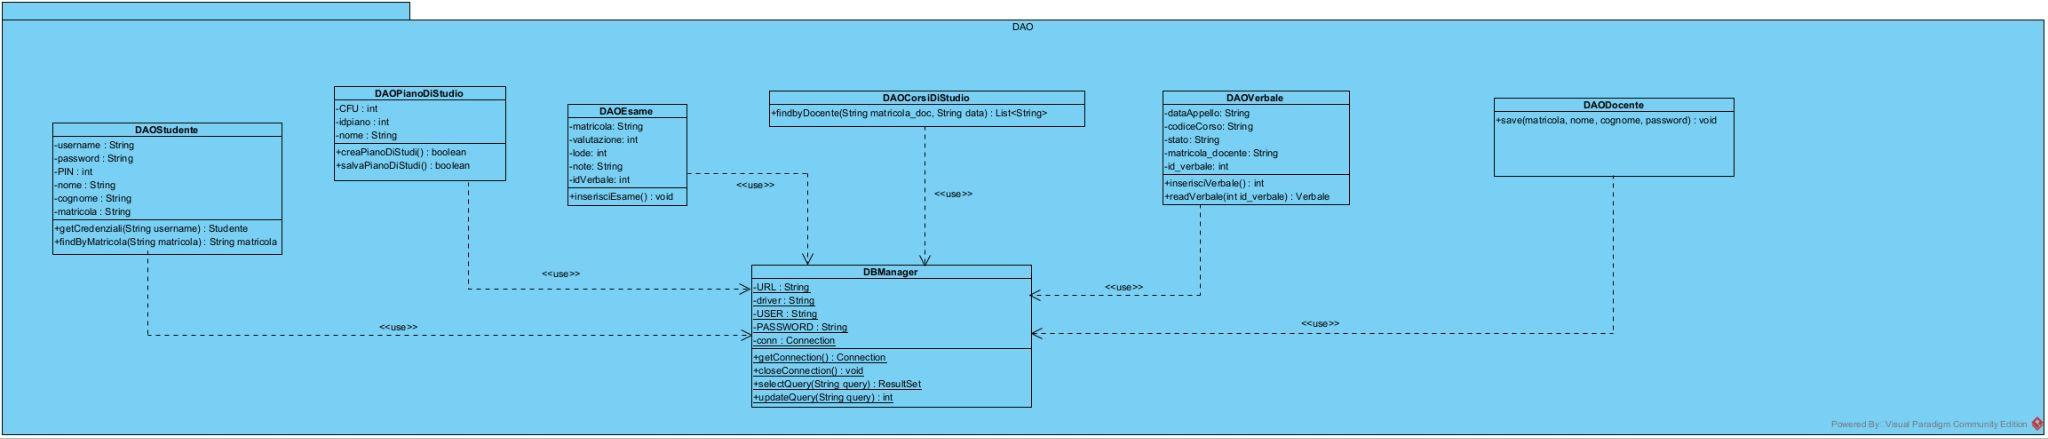 DAO
DAOStudente
-username : String
-password : String
-PIN : int
-nome : String
-cognome : String
-matricola : String
+getCredenziali(String username) : Studente
+findByMatricola(String matricola) : String matricola
DAOPianoDiStudio
-CFU : int
-idpiano : int
-nome : String
+creaPianoDiStudi() : boolean
+salvaPianoDiStudi() : boolean
DAOEsame
-matricola: String
-valutazione: int
-lode: int
-note: String
-idVerbale: int
+inserisciEsame() : void
DAOCorsiDiStudio
+findbyDocente(String matricola_doc, String data) : List<String>
DAOVerbale
-dataAppello: String
-codiceCorso: String
-stato: String
-matricola_docente: String
-id_verbale: int
+inserisciVerbale() : int
+readVerbale(int id_verbale) : Verbale
DAODocente
+save(matricola, nome, cognome, password) : void
<<use>>
<<use>>
<<use>>
<<use>>
<<use>>
<<use>>
DBManager
-URL : String
-driver : String
-USER : String
-PASSWORD : String
-conn : Connection
+getConnection() : Connection
+closeConnection() : void
+selectQuery(String query) : ResultSet
+updateQuery(String query) : int
Powered By: Visual Paradigm Community Edition